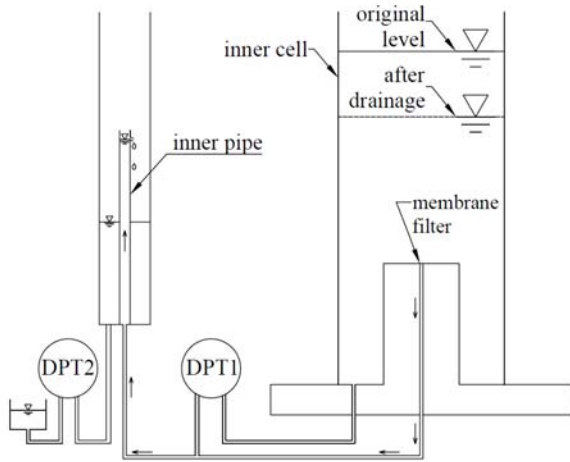 original
level
inner cell
after
drainage
inner pipe
membrane
filter
DPT2
DPT1